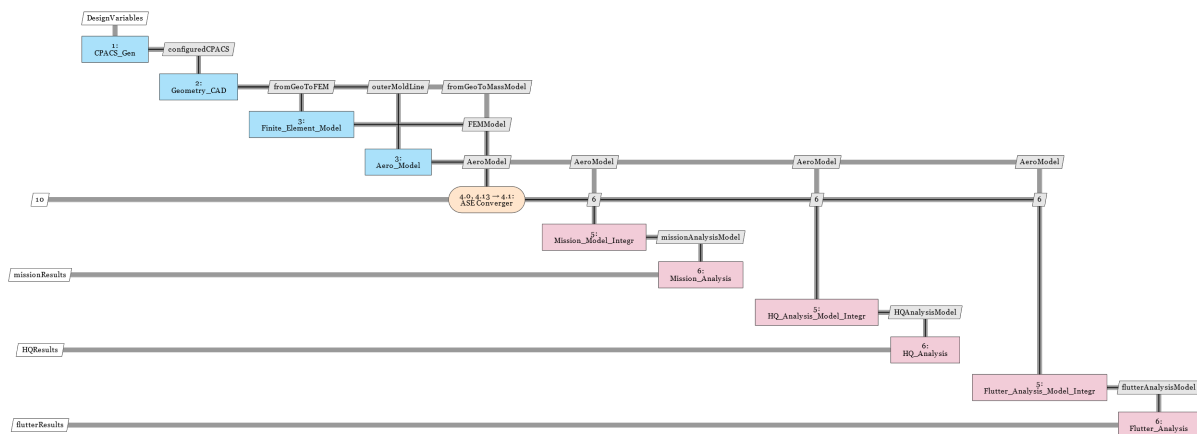 DesignVariables
1:
CPACS_Gen
configuredCPACS
2:
Geometry_CAD
fromGeoToFEM
outerMoldLine
fromGeoToMassModel
3:
Finite_Element_Model
FEMModel
3:
Aero_Model
AeroModel
AeroModel
AeroModel
AeroModel
10
4.0, 4.13 → 4.1:
ASE Converger
6
6
6
5:
Mission_Model_Integr
missionAnalysisModel
missionResults
6:
Mission_Analysis
5:
HQ_Analysis_Model_Integr
HQAnalysisModel
HQResults
6:
HQ_Analysis
5:
Flutter_Analysis_Model_Integr
flutterAnalysisModel
flutterResults
6:
Flutter_Analysis